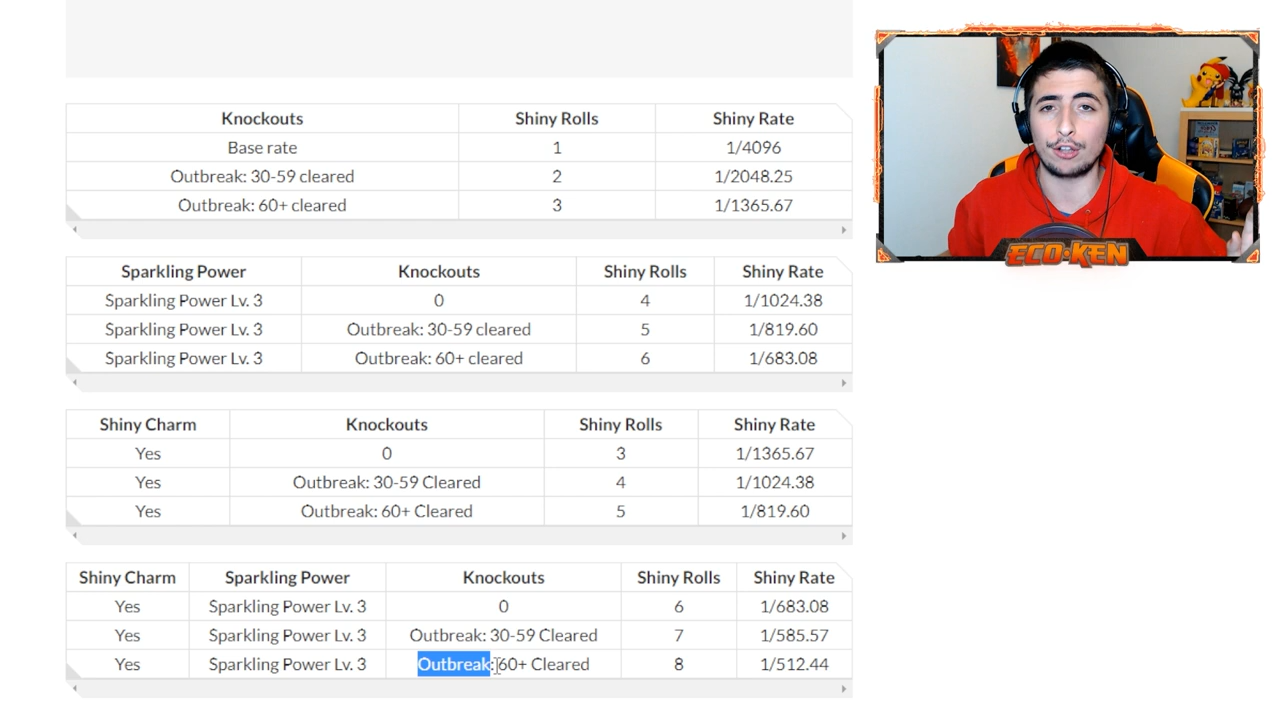 Knockouts Shiny Rolls Shiny Rate
Base rate 1 1/4096
Outbreak: 30-59 cleared 2 1/2048.25
Outbreak: 60+ cleared 3 1/1365.67
Sparkling Power Knockouts Shiny Rolls Shiny Rate
Sparkling Power Lv. 3 0 4 1/1024.38
Sparkling Power Lv. 3 Outbreak: 30-59 cleared 5 1/819.60
Sparkling Power Lv. 3 Outbreak: 60+ cleared 6 1/683.08
Shiny Charm Knockouts Shiny Rolls Shiny Rate
Yes 0 3 1/1365.67
Yes Outbreak: 30-59 Cleared 4 1/1024.38
Yes Outbreak: 60+ Cleared 5 1/819.60
Shiny Charm Sparkling Power Knockouts Shiny Rolls Shiny Rate
Yes Sparkling Power Lv. 3 0 6 1/683.08
Yes Sparkling Power Lv. 3 Outbreak: 30-59 Cleared 7 1/585.57
Yes Sparkling Power Lv. 3 Outbreak: 60+ Cleared 8 1/512.44
ECO·KEN